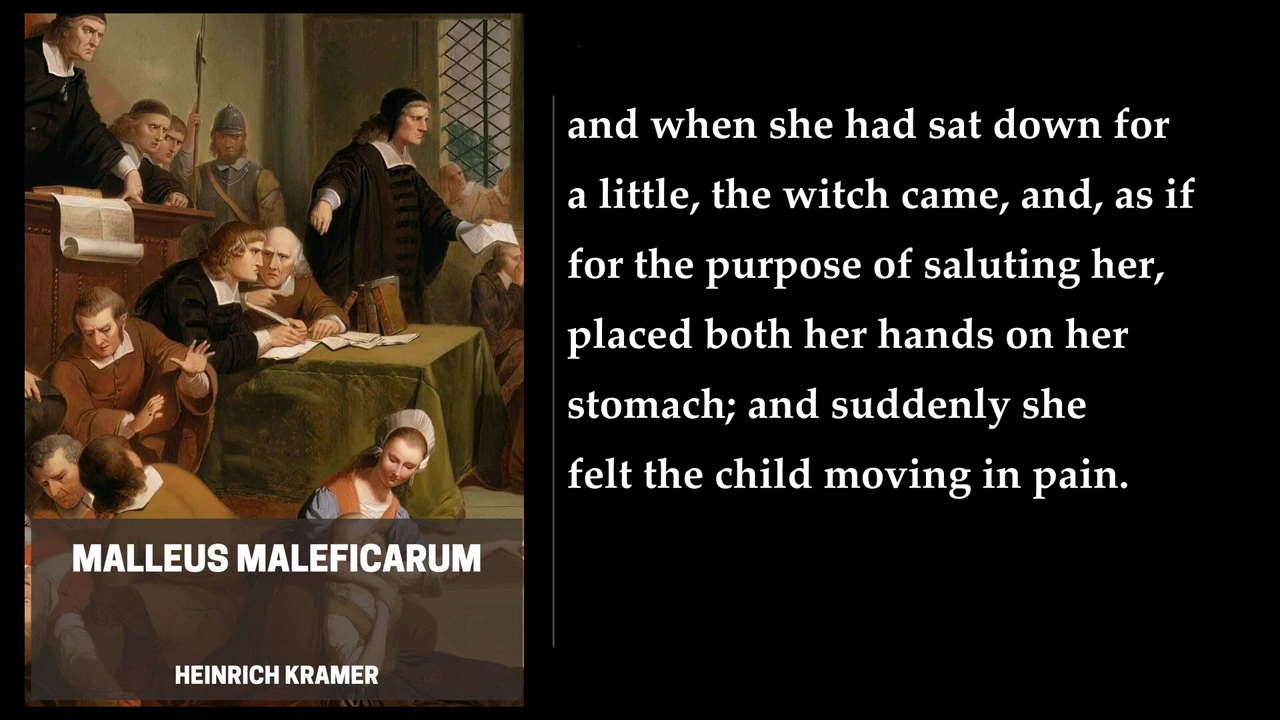 MALLEUS MALEFICARUM
HEINRICH KRAMER
and when she had sat down for
a little, the witch came, and, as if
for the purpose of saluting her,
placed both her hands on her
stomach; and suddenly she
felt the child moving in pain.